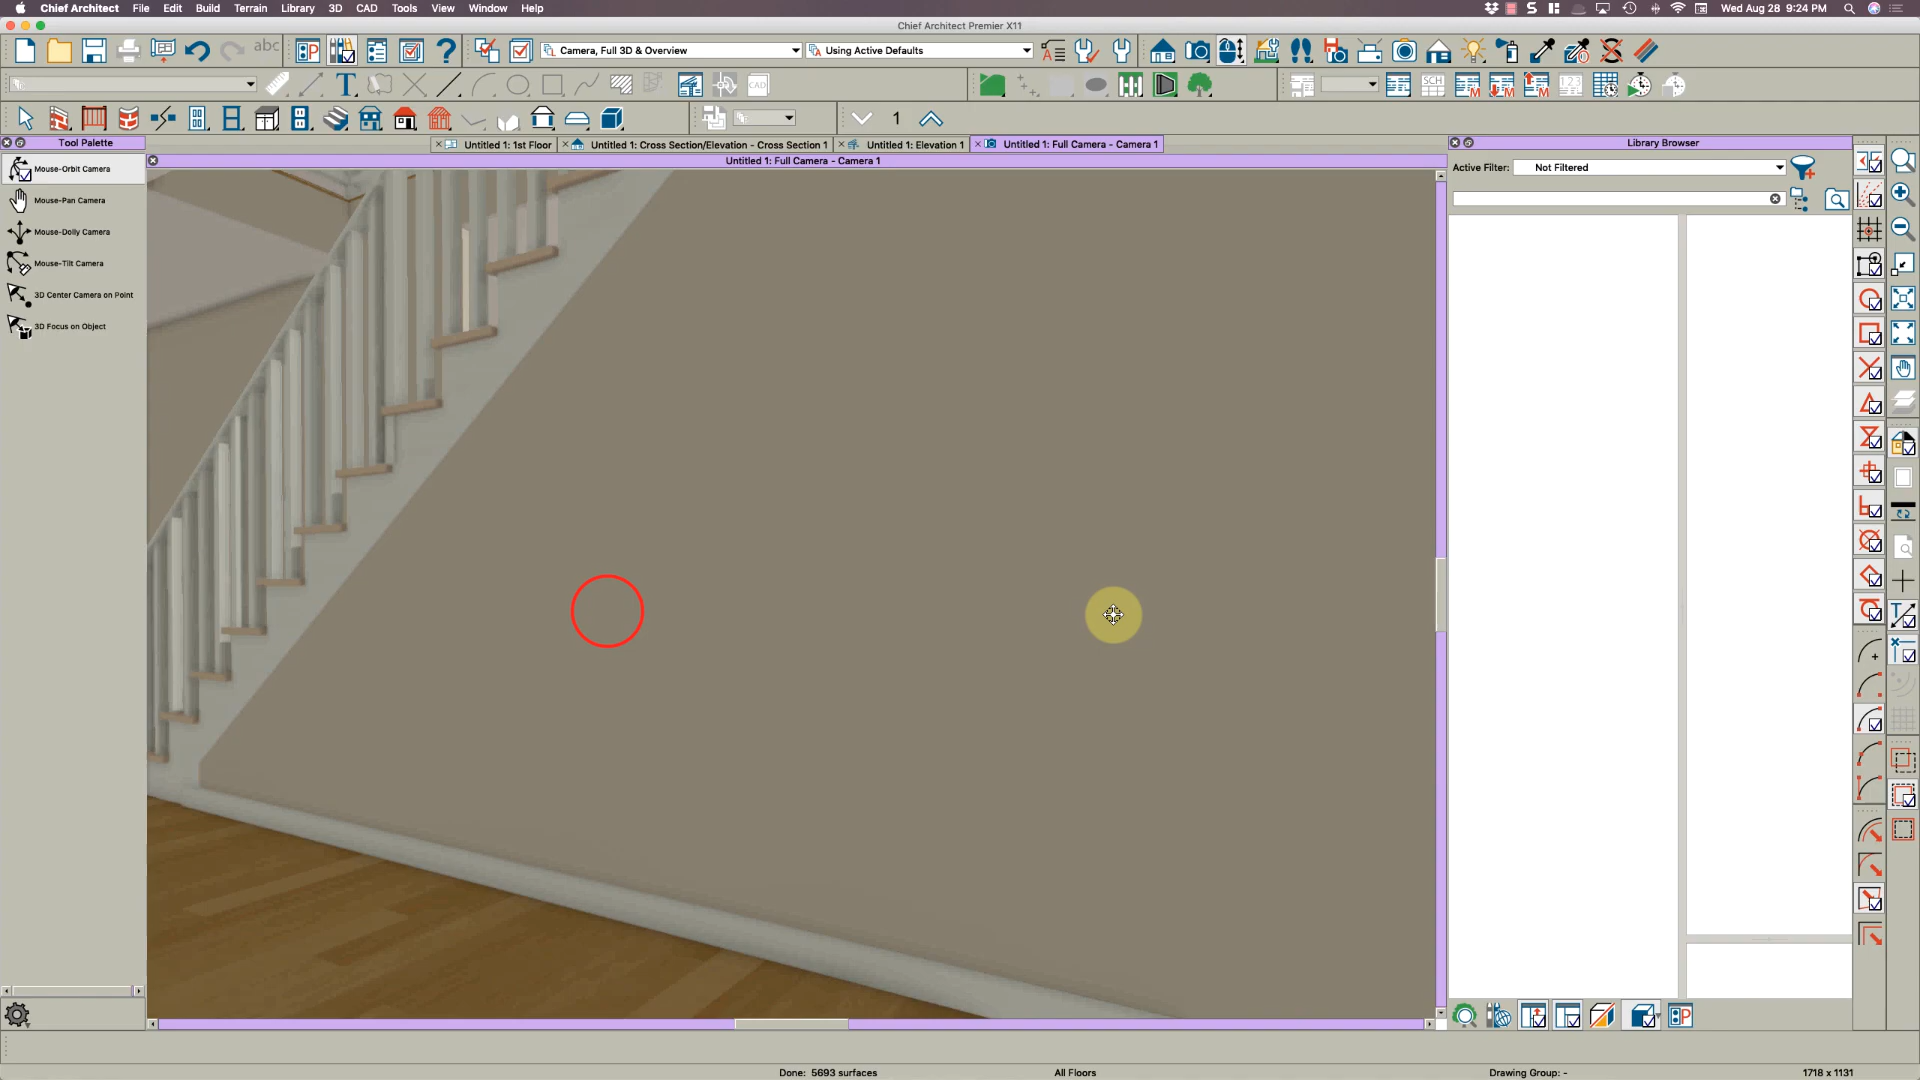 Chief Architect File Edit Build Terrain Library 3D CAD Tools View Window Help Wed Aug 28 9:24 PM
Chief Architect Premier X11
abc Camera, Full 3D & Overview Using Active Defaults
T CAD SCH 123
1
Tool Palette
Untitled 1: 1st Floor Untitled 1: Cross Section/Elevation - Cross Section 1 Untitled 1: Elevation 1 Untitled 1: Full Camera - Camera 1
Library Browser
Untitled 1: Full Camera - Camera 1
Active Filter: Not Filtered
Mouse-Orbit Camera
Mouse-Pan Camera
Mouse-Dolly Camera
Mouse-Tilt Camera
3D Center Camera on Point
3D Focus on Object
Done: 5693 surfaces All Floors Drawing Group: - 1718 x 1131